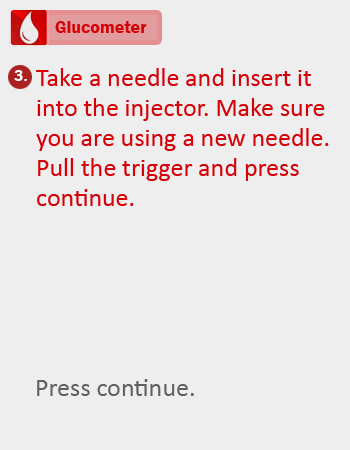 Glucometer
3. Take a needle and insert it
into the injector. Make sure
you are using a new needle.
Pull the trigger and press
continue.
Press continue.